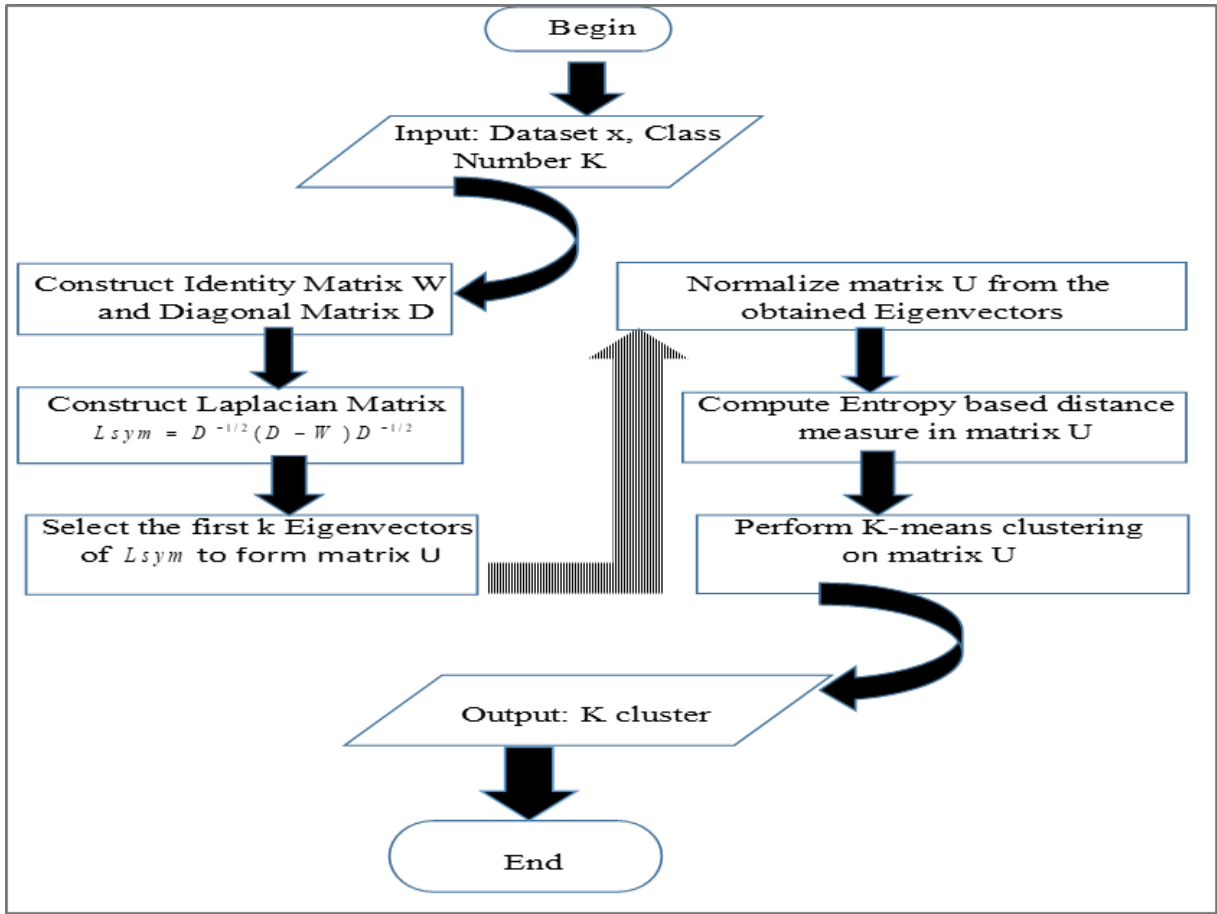 Begin
Input: Dataset x, Class
Number K
Construct Identity Matrix W
and Diagonal Matrix D
Construct Laplacian Matrix
Lsym = D -1/2 (D - W) D -1/2
Select the first k Eigenvectors
of Lsym to form matrix U
Normalize matrix U from the
obtained Eigenvectors
Compute Entropy based distance
measure in matrix U
Perform K-means clustering
on matrix U
Output: K cluster
End